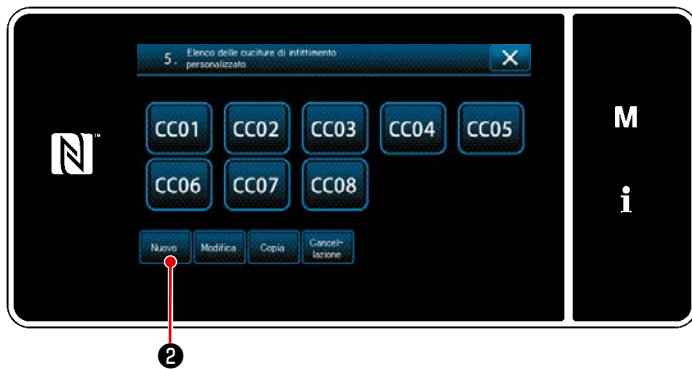 5. Elenco delle cuciture di infittimento
personalizzato
CC01 CC02 CC03 CC04 CC05
CC06 CC07 CC08
Nuovo Modifica Copia Cancel-
lazione
M
i
N™
❷